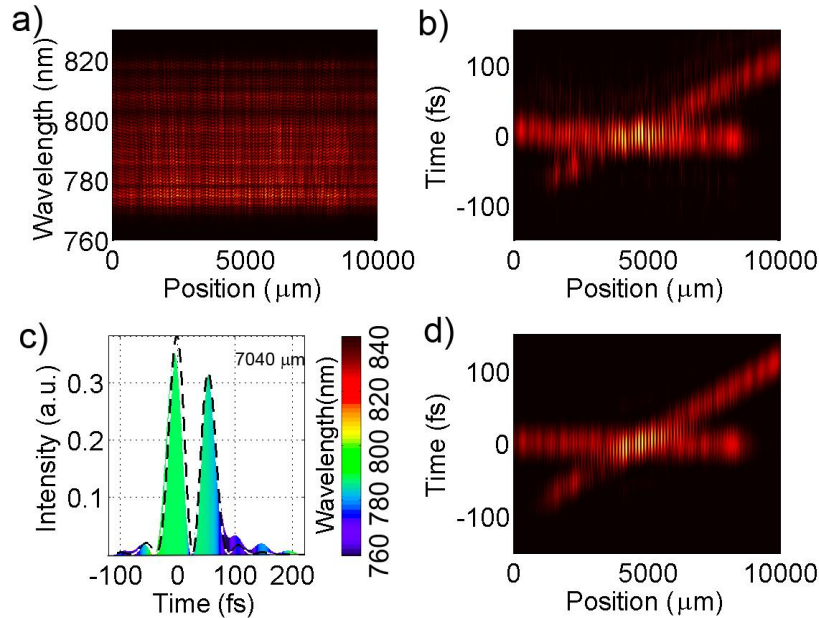 a)
820
800
780
760
Wavelength (nm)
0
5000
10000
Position (μm)
b)
100
0
-100
Time (fs)
0
5000
10000
Position (μm)
c)
7040 μm
0.3
0.2
0.1
Intensity (a.u.)
-100 0 100 200
Time (fs)
Wavelength(nm)
760 780 800 820 840
d)
100
0
-100
Time (fs)
0
5000
10000
Position (μm)